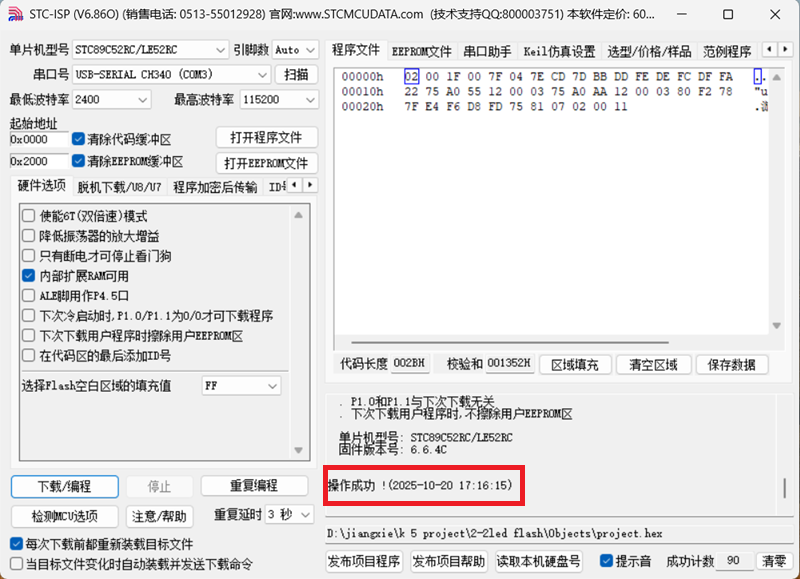 STC-ISP (V6.86O) (销售电话: 0513-55012928) 官网:www.STCMCUDATA.com (技术支持QQ:800003751) 本软件定价: 60...
单片机型号 STC89C52RC/LE52RC 引脚数 Auto
串口号 USB-SERIAL CH340 (COM3) 扫描
最低波特率 2400 最高波特率 115200
起始地址
0x0000 清除代码缓冲区 打开程序文件
0x2000 清除EEPROM缓冲区 打开EEPROM文件
硬件选项 脱机下载/U8/U7 程序加密后传输
使能6T(双倍速)模式
降低振荡器的放大增益
只有断电才可停止看门狗
内部扩展RAM可用
ALE脚用作P4.5口
下次冷启动时,P1.0/P1.1为0/0才可下载程序
下次下载用户程序时擦除用户EEPROM区
在代码区的最后添加ID号
选择Flash空白区域的填充值 FF
下载/编程 停止 重复编程
检测MCU选项 注意/帮助 重复延时 3 秒
每次下载前都重新装载目标文件
当目标文件变化时自动装载并发送下载命令
程序文件 EEPROM文件 串口助手 Keil仿真设置 选型/价格/样品 范例程序
00000h 02 00 1F 00 7F 04 7E CD 7D BB DD FE DE FC DF FA ..
00010h 22 75 A0 55 12 00 03 75 A0 AA 12 00 03 80 F2 78 "u
00020h 7F E4 F6 D8 FD 75 81 07 02 00 11
代码长度 002BH 校验和 001352H 区域填充 清空区域 保存数据
. P1.0和P1.1与下次下载无关
. 下次下载用户程序时,不擦除用户EEPROM区
单片机型号: STC89C52RC/LE52RC
固件版本号: 6.6.4C
操作成功 !(2025-10-20 17:16:15)
D:\jiangxie\k 5 project\2-2led flash\Objects\project.hex
发布项目程序 发布项目帮助 读取本机硬盘号 提示音 成功计数 90 清零